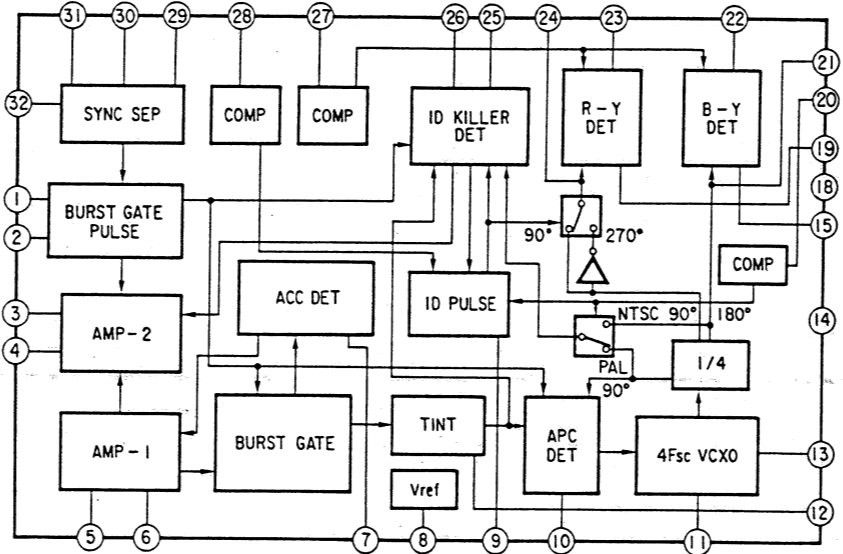 31
30
29
28
27
26
25
24
23
22
21
32
SYNC SEP
COMP
COMP
ID KILLER
DET
R-Y
DET
B-Y
DET
20
19
18
1
BURST GATE
PULSE
2
15
90°
270°
COMP
ACC DET
3
AMP-2
4
ID PULSE
NTSC 90°
180°
14
PAL
90°
1/4
AMP-1
BURST GATE
TINT
APC
DET
4Fsc VCXO
13
Vref
12
5
6
7
8
9
10
11